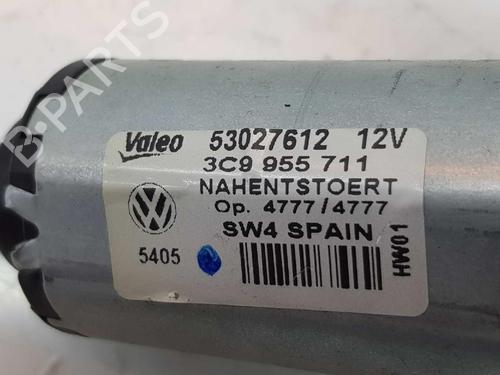 B-PARTS
Valeo 53027612 12V
3C9 955 711
NAHENTSTOERT
Op. 4777/4777
SW4 SPAIN
5405
HW01